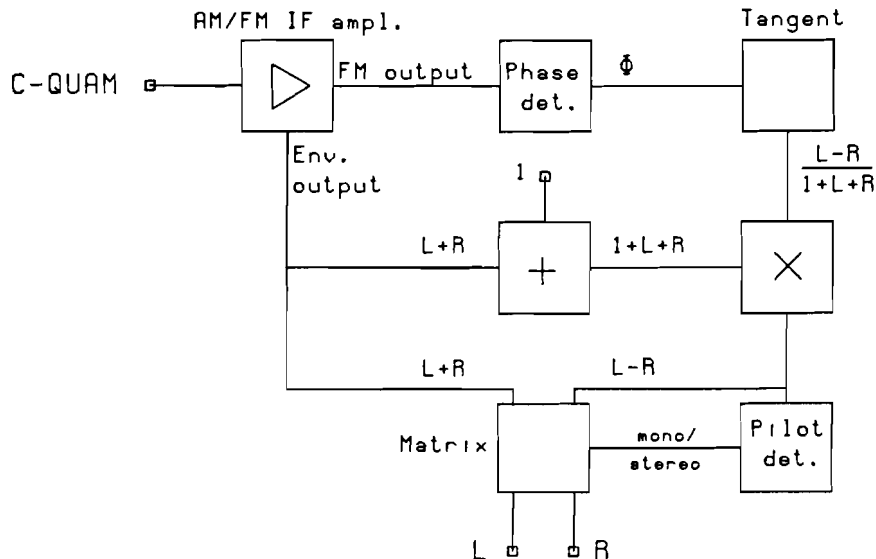 AM/FM IF ampl.
Tangent
C-QUAM
FM output
Phase
det.
Φ
Env.
output
1
L-R
1+L+R
L+R
+
1+L+R
×
L+R
L-R
Matrix
mono/
stereo
Pilot
det.
L
R